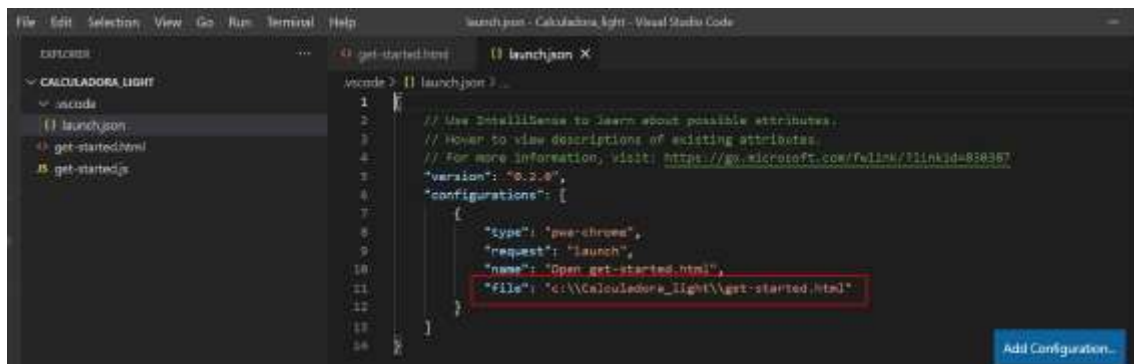 File Edit Selection View Go Run Terminal Help
launch.json - Calculadora_light - Visual Studio Code
EXPLORER
...
get-started.html
{} launch.json ×
CALCULADORA_LIGHT
.vscode
{} launch.json
get-started.html
JS get-started.js
.vscode > {} launch.json > ...
1 {
2 // Use IntelliSense to learn about possible attributes.
3 // Hover to view descriptions of existing attributes.
4 // For more information, visit: https://go.microsoft.com/fwlink/?linkid=830387
5 "version": "0.2.0",
6 "configurations": [
7 {
8 "type": "pwa-chrome",
9 "request": "launch",
10 "name": "Open get-started.html",
11 "file": "c:\\Calculadora_light\\get-started.html"
12 }
13 ]
14 }
Add Configuration...